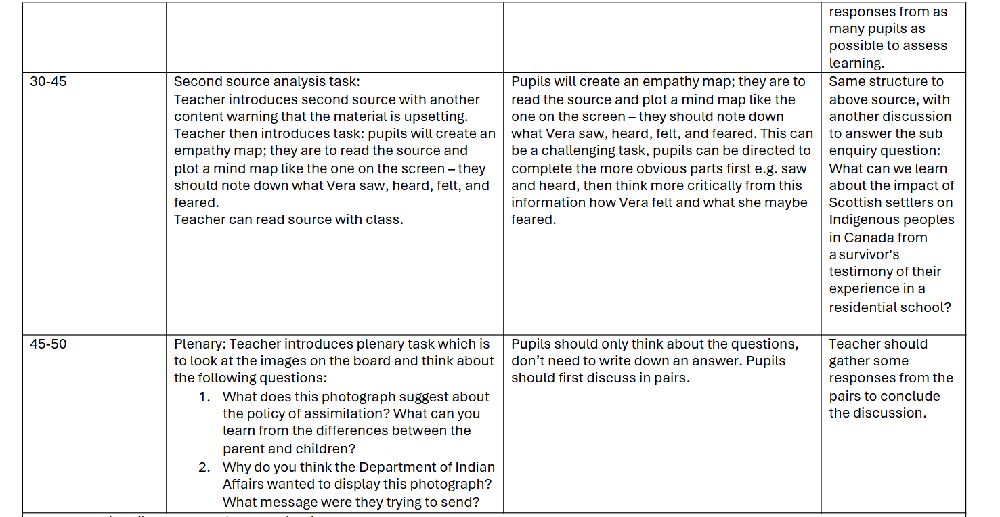 responses from as
many pupils as
possible to assess
learning.
30-45
Second source analysis task:
Teacher introduces second source with another
content warning that the material is upsetting.
Teacher then introduces task: pupils will create an
empathy map; they are to read the source and
plot a mind map like the one on the screen – they
should note down what Vera saw, heard, felt, and
feared.
Teacher can read source with class.
Pupils will create an empathy map; they are to
read the source and plot a mind map like the
one on the screen – they should note down
what Vera saw, heard, felt, and feared. This can
be a challenging task, pupils can be directed to
complete the more obvious parts first e.g. saw
and heard, then think more critically from this
information how Vera felt and what she maybe
feared.
Same structure to
above source, with
another discussion
to answer the sub
enquiry question:
What can we learn
about the impact of
Scottish settlers on
Indigenous peoples
in Canada from
a survivor's
testimony of their
experience in a
residential school?
45-50
Plenary: Teacher introduces plenary task which is
to look at the images on the board and think about
the following questions:
1. What does this photograph suggest about
the policy of assimilation? What can you
learn from the differences between the
parent and children?
2. Why do you think the Department of Indian
Affairs wanted to display this photograph?
What message were they trying to send?
Pupils should only think about the questions,
don’t need to write down an answer. Pupils
should first discuss in pairs.
Teacher should
gather some
responses from the
pairs to conclude
the discussion.